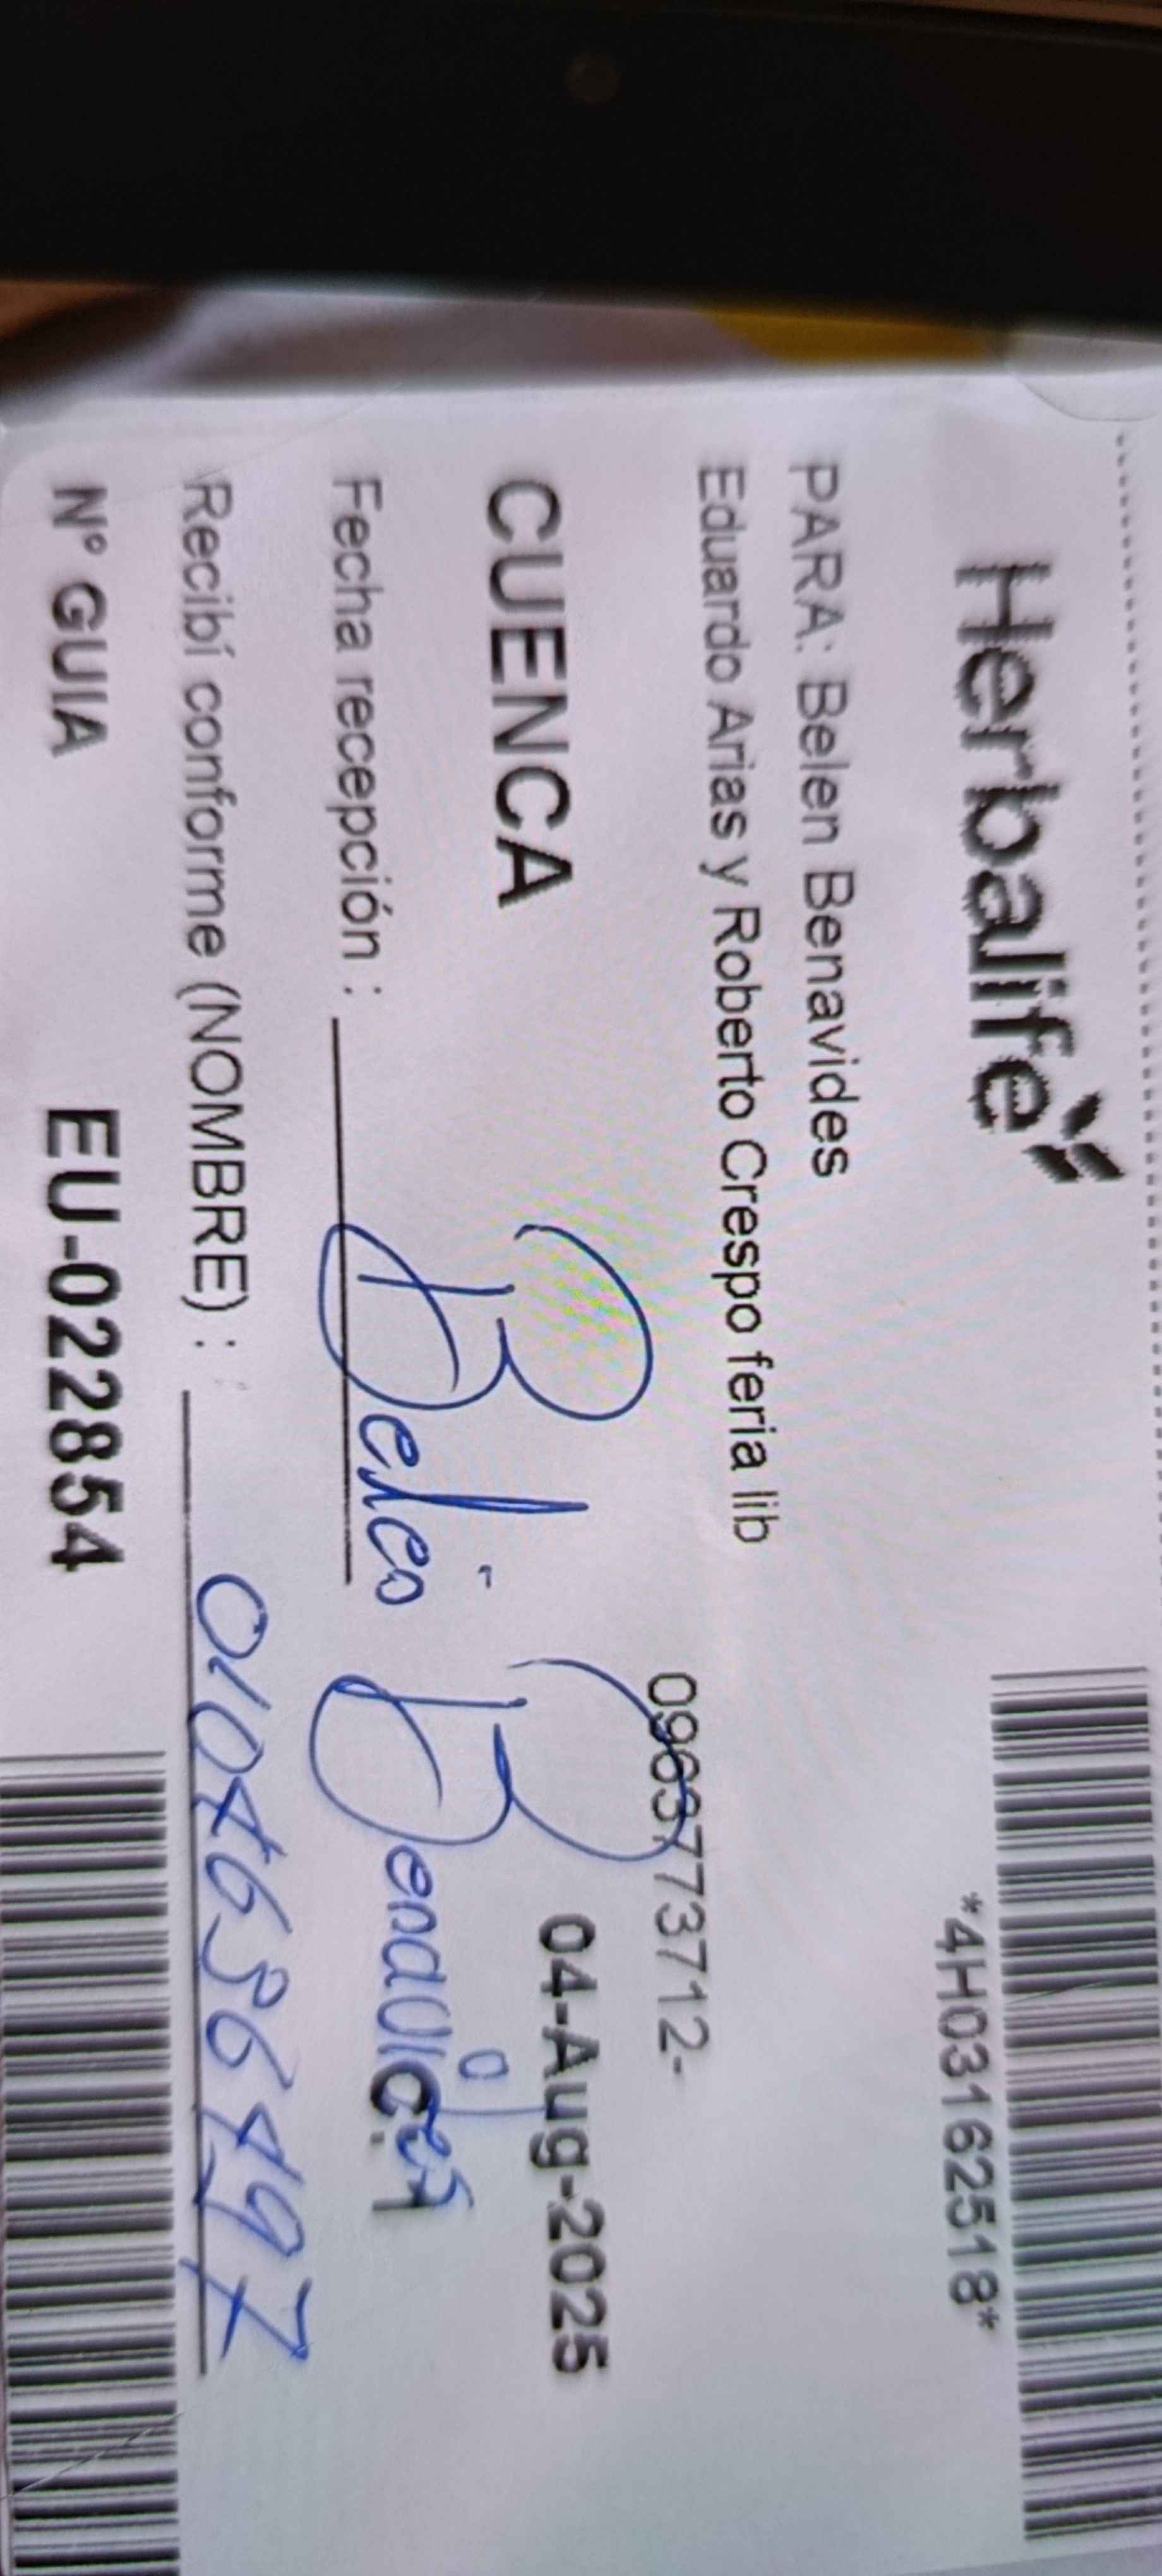 Herbalife
*4H03162518*
PARA: Belen Benavides
Eduardo Arias y Roberto Crespo feria lib
0963773712-
CUENCA
04-Aug-2025
Fecha recepción :
Belén Benavides
C.I
Recibí conforme (NOMBRE) :
N° GUIA
EU-022854